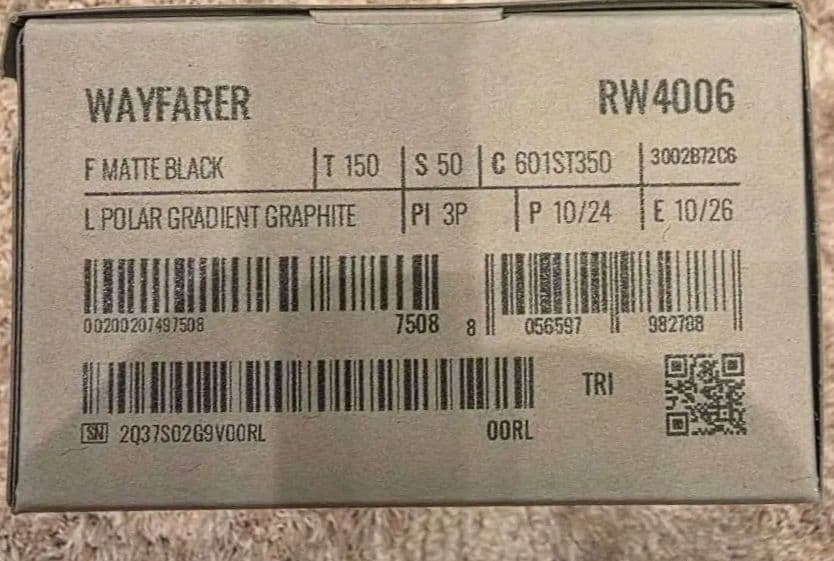 WAYFARER RW4006
F MATTE BLACK T 150 S 50 C 601ST350 3002B72C6
L POLAR GRADIENT GRAPHITE PI 3P P 10/24 E 10/26
00200207497508 7508 8 056597 982788
TRI
SN 2Q37S02G9V00RL 00RL